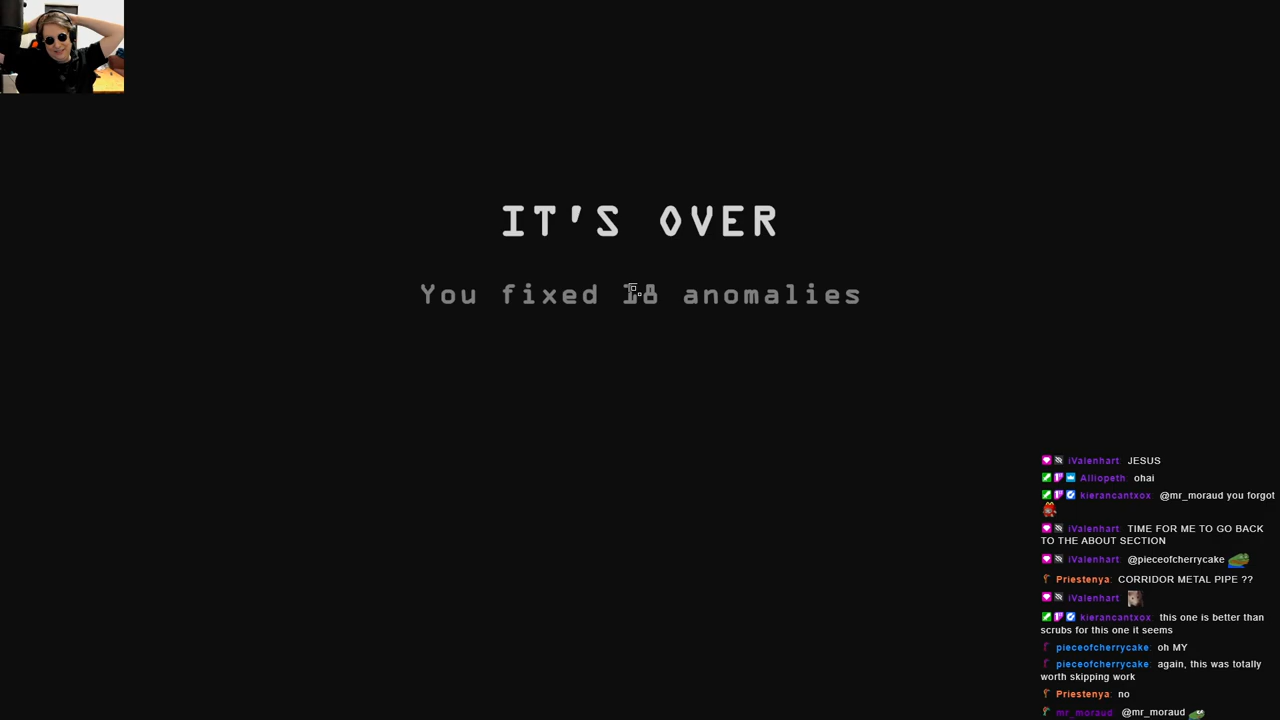 IT'S OVER
You fixed 18 anomalies
iValenhart: JESUS
Alliopeth: ohai
kierancantxox: @mr_moraud you forgot
iValenhart: TIME FOR ME TO GO BACK
TO THE ABOUT SECTION
iValenhart: @pieceofcherrycake
Priestenya: CORRIDOR METAL PIPE ??
iValenhart:
kierancantxox: this one is better than
scrubs for this one it seems
pieceofcherrycake: oh MY
pieceofcherrycake: again, this was totally
worth skipping work
Priestenya: no
mr_moraud: @mr_moraud